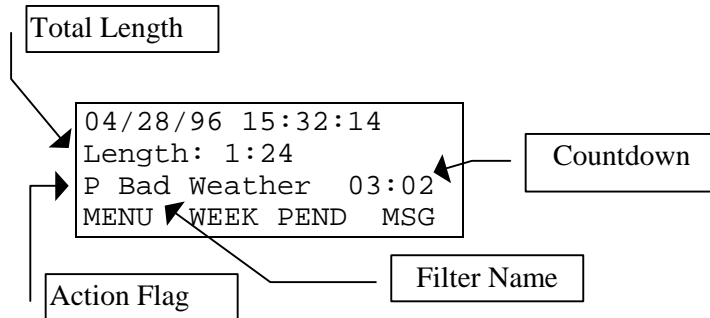 Total Length
04/28/96 15:32:14
Length: 1:24
P Bad Weather 03:02
MENU WEEK PEND MSG
Countdown
Filter Name
Action Flag